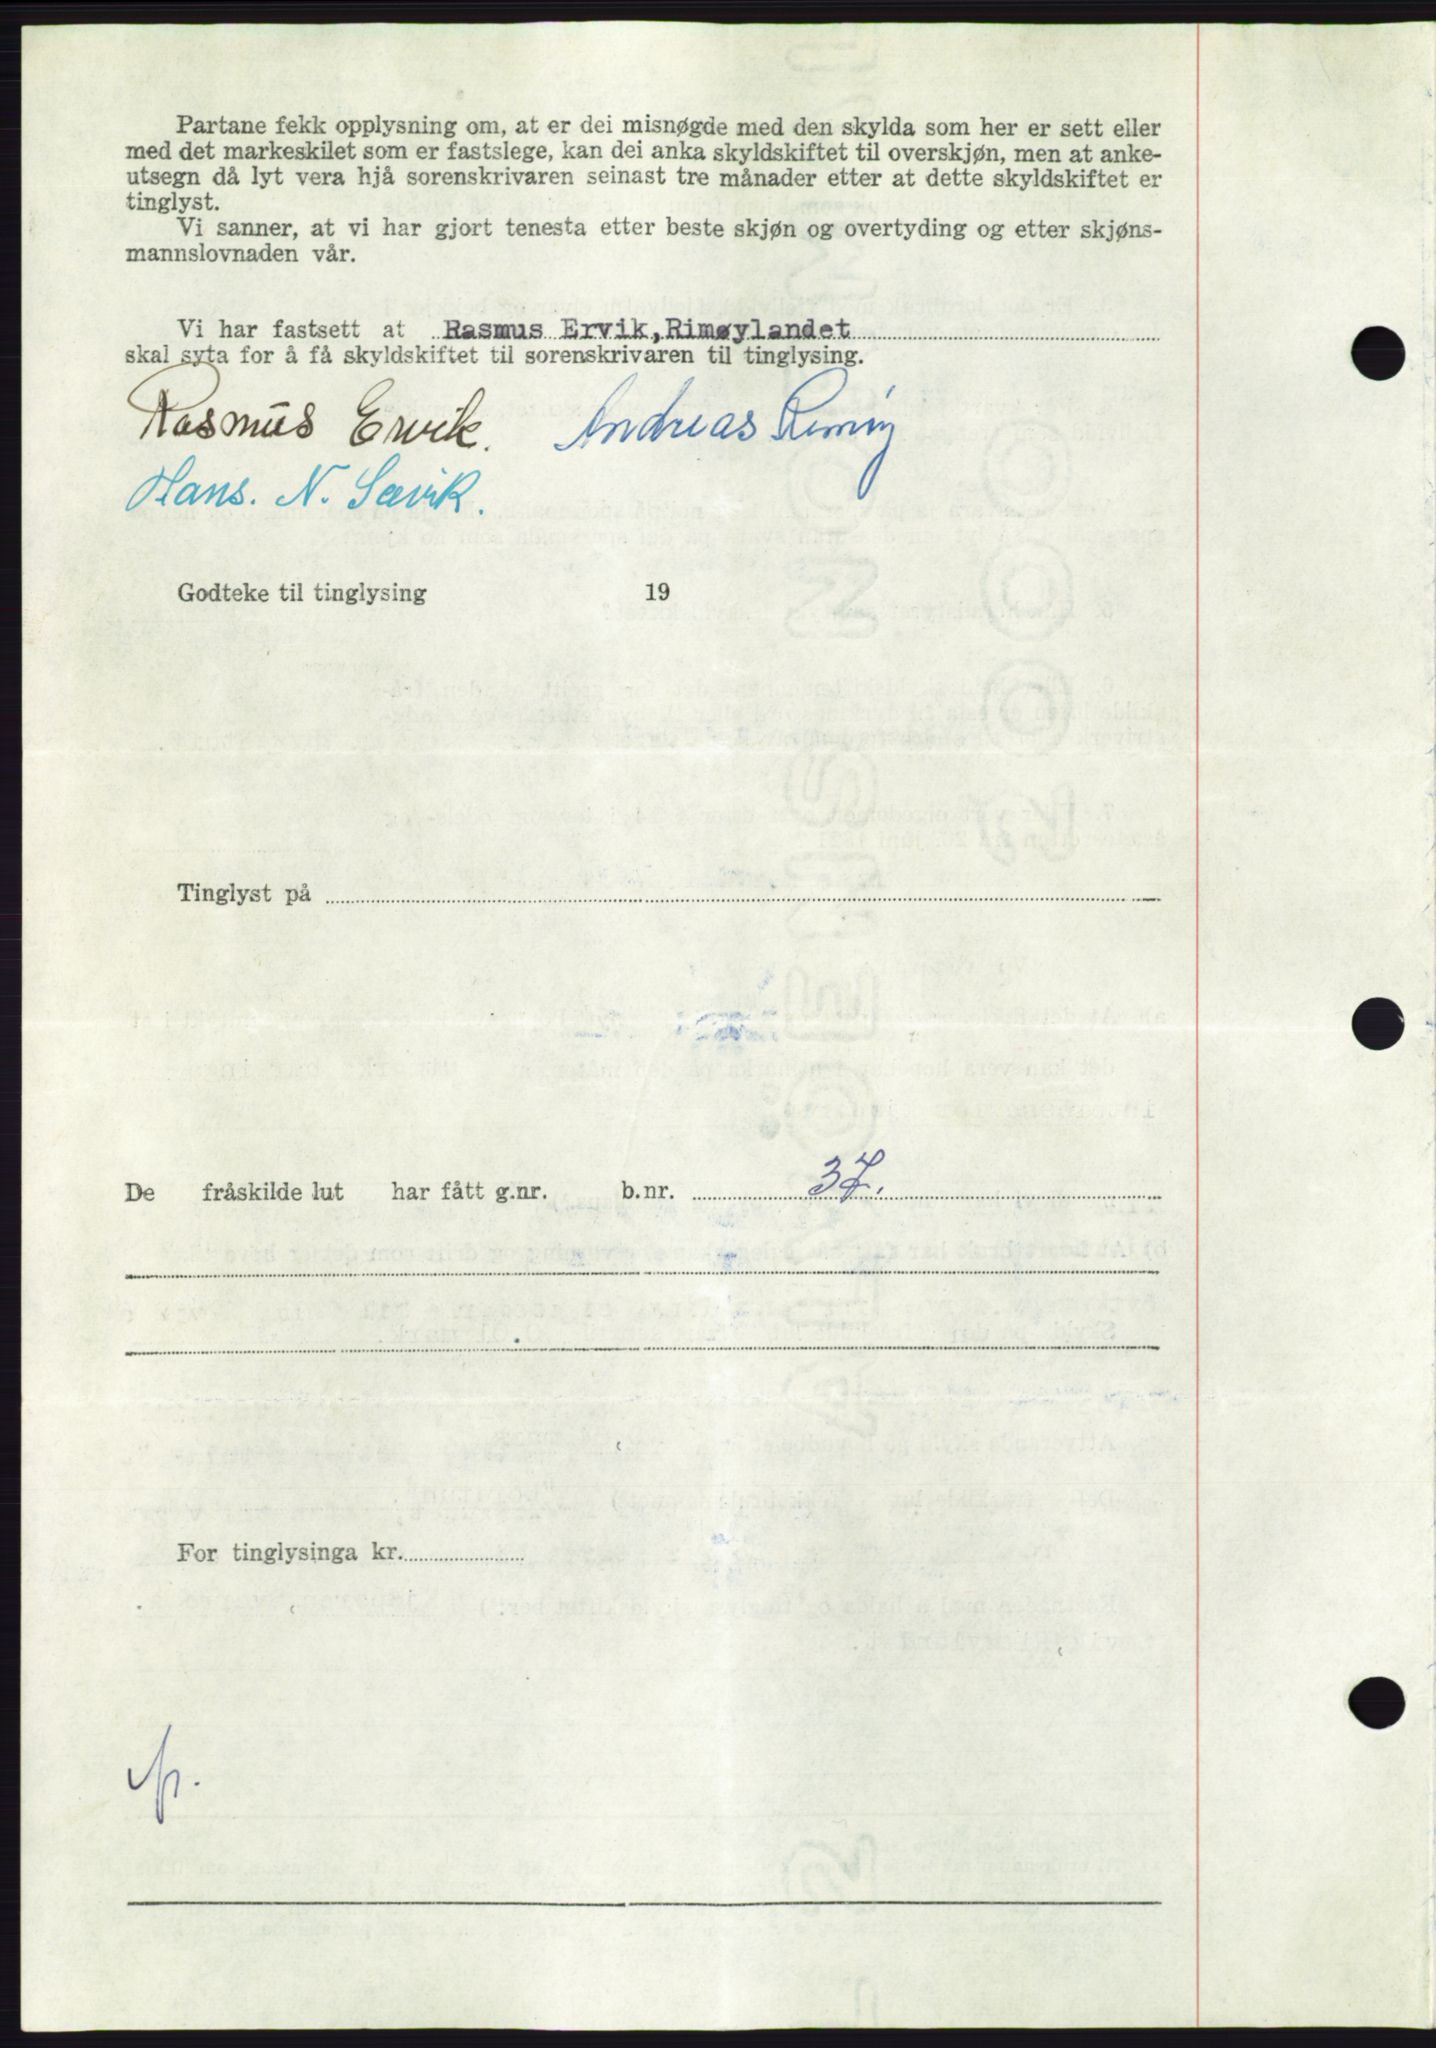 Partane fekk opplysning om, at er dei misnøgde med den skylda som her er sett eller
med det markeskilet som er fastslege, kan dei anka skyldskiftet til overskjøn, men at anke-
utsegn då lyt vera hjå sorenskrivaren seinast tre månader etter at dette skyldskiftet er
tinglyst.
Vi sanner, at vi har gjort tenesta etter beste skjøn og overtyding og etter skjøns-
mannslovnaden vår.
Vi har fastsett at Rasmus Ervik, Rimøylandet
skal syta for å få skyldskiftet til sorenskrivaren til tinglysing.
Rasmus Ervik. Andreas Rimøy
Hans. N. Sævik.
Godteke til tinglysing 19
Tinglyst på
De fråskilde lut har fått g.nr. b.nr. 37.
For tinglysinga kr.